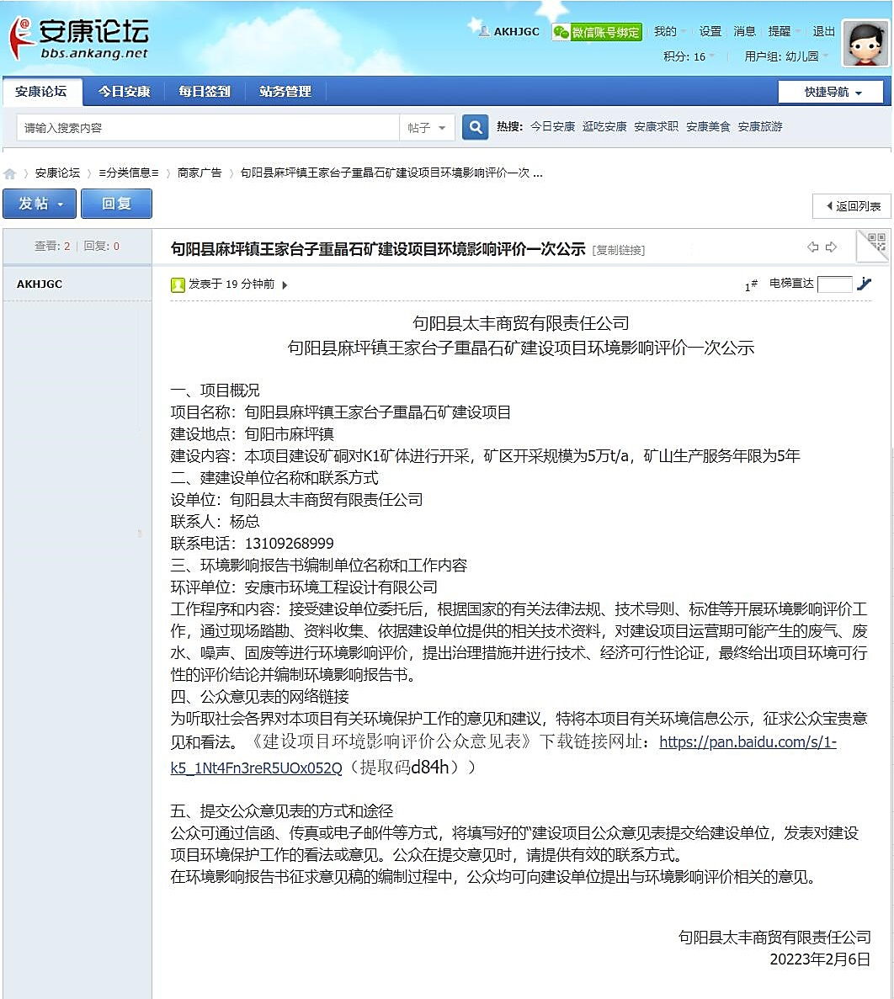 安康论坛
bbs.ankang.net
AKHJGC 微信账号绑定 我的 设置 消息 提醒 退出
积分: 16 用户组: 幼儿园
安康论坛 今日安康 每日签到 站务管理 快捷导航
请输入搜索内容 帖子 热搜: 今日安康 逛吃安康 安康求职 安康美食 安康旅游
安康论坛 › ≡分类信息≡ › 商家广告 › 旬阳县麻坪镇王家台子重晶石矿建设项目环境影响评价一次 ...
发帖 回复 返回列表
查看: 2 | 回复: 0
旬阳县麻坪镇王家台子重晶石矿建设项目环境影响评价一次公示 [复制链接]
AKHJGC
发表于 19 分钟前
1# 电梯直达
旬阳县太丰商贸有限责任公司
旬阳县麻坪镇王家台子重晶石矿建设项目环境影响评价一次公示
一、项目概况
项目名称：旬阳县麻坪镇王家台子重晶石矿建设项目
建设地点：旬阳市麻坪镇
建设内容：本项目建设矿硐对K1矿体进行开采，矿区开采规模为5万t/a，矿山生产服务年限为5年
二、建建设单位名称和联系方式
设单位：旬阳县太丰商贸有限责任公司
联系人：杨总
联系电话：13109268999
三、环境影响报告书编制单位名称和工作内容
环评单位：安康市环境工程设计有限公司
工作程序和内容：接受建设单位委托后，根据国家的有关法律法规、技术导则、标准等开展环境影响评价工
作，通过现场踏勘、资料收集、依据建设单位提供的相关技术资料，对建设项目运营期可能产生的废气、废
水、噪声、固废等进行环境影响评价，提出治理措施并进行技术、经济可行性论证，最终给出项目环境可行
性的评价结论并编制环境影响报告书。
四、公众意见表的网络链接
为听取社会各界对本项目有关环境保护工作的意见和建议，特将本项目有关环境信息公示，征求公众宝贵意
见和看法。《建设项目环境影响评价公众意见表》下载链接网址：https://pan.baidu.com/s/1-
k5_1Nt4Fn3reR5UOx052Q（提取码d84h））
五、提交公众意见表的方式和途径
公众可通过信函、传真或电子邮件等方式，将填写好的“建设项目公众意见表提交给建设单位，发表对建设
项目环境保护工作的看法或意见。公众在提交意见时，请提供有效的联系方式。
在环境影响报告书征求意见稿的编制过程中，公众均可向建设单位提出与环境影响评价相关的意见。
旬阳县太丰商贸有限责任公司
20223年2月6日